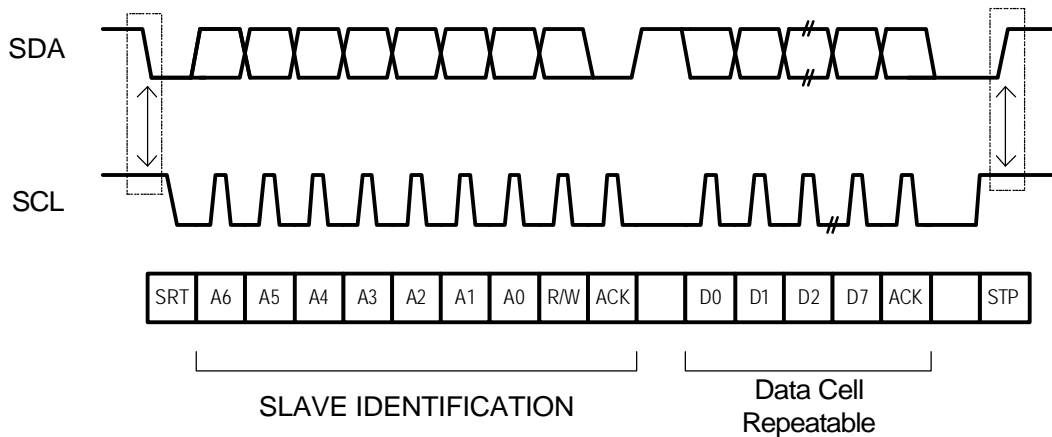 SDA
SCL
SRT A6 A5 A4 A3 A2 A1 A0 R/W ACK D0 D1 D2 D7 ACK STP
SLAVE IDENTIFICATION
Data Cell
Repeatable